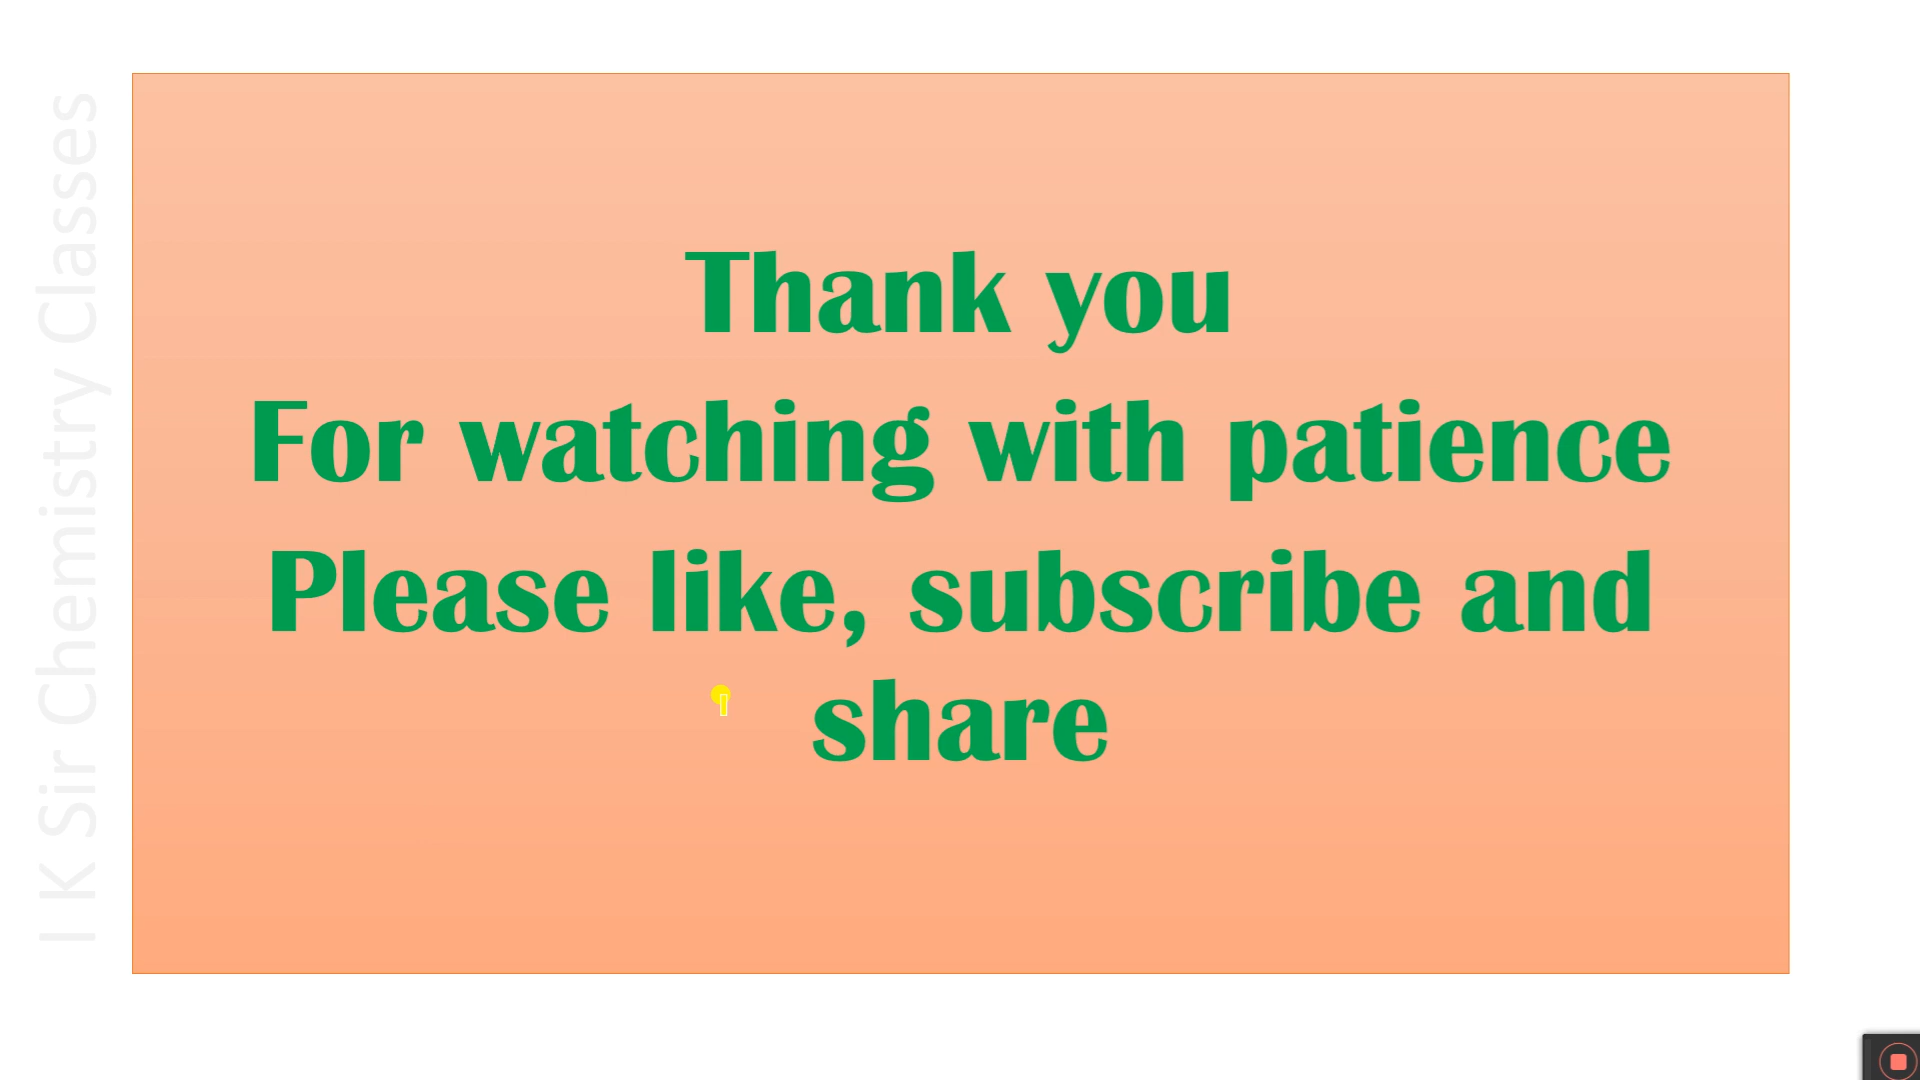 I K Sir Chemistry Classes
Thank you
For watching with patience
Please like, subscribe and
share